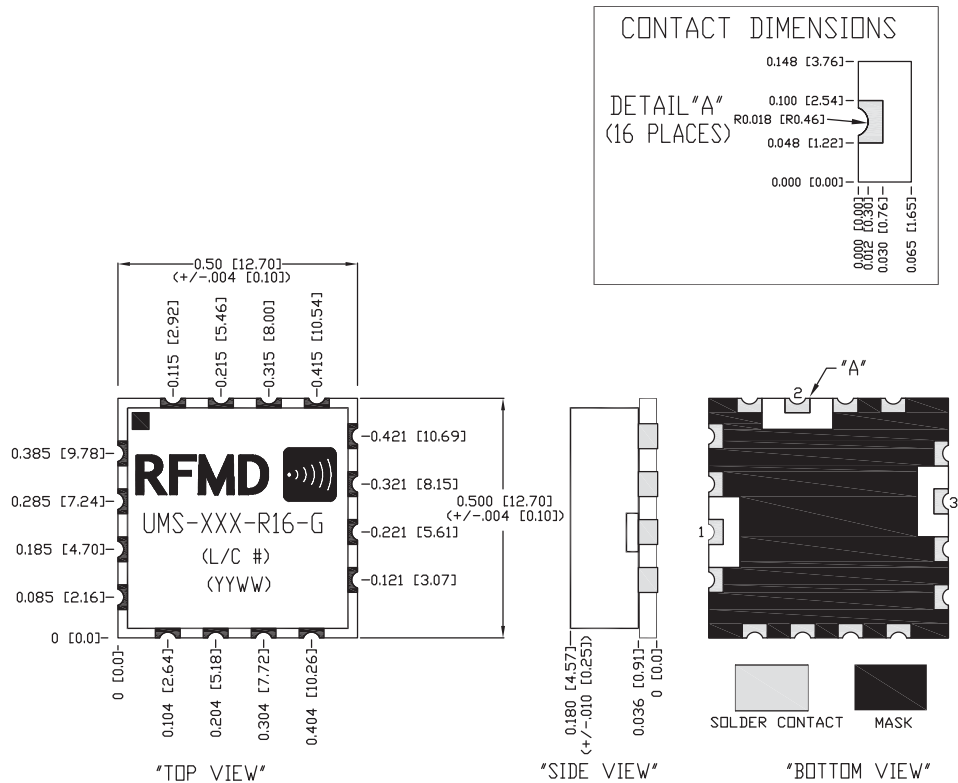 CONTACT DIMENSIONS
0.148 [3.76]
DETAIL"A"
(16 PLACES)
0.100 [2.54]
R0.018 [R0.46]
0.048 [1.22]
0.000 [0.00]
0.000 [0.00]
0.012 [0.30]
0.030 [0.76]
0.065 [1.65]
0.50 [12.70]
(+/-.004 [0.10])
0.115 [2.92]
0.215 [5.46]
0.315 [8.00]
0.415 [10.54]
0.385 [9.78]
0.285 [7.24]
0.185 [4.70]
0.085 [2.16]
0 [0.0]
RFMD
UMS-XXX-R16-G
(L/C #)
(YYWW)
0.421 [10.69]
0.321 [8.15]
0.221 [5.61]
0.121 [3.07]
0.500 [12.70]
(+/-.004 [0.10])
0 [0.0]
0.104 [2.64]
0.204 [5.18]
0.304 [7.72]
0.404 [10.26]
"TOP VIEW"
0.180 [4.57]
(+/-.010 [0.25])
0.036 [0.91]
0 [0.0]
"SIDE VIEW"
"A"
2
1
3
SOLDER CONTACT
MASK
"BOTTOM VIEW"